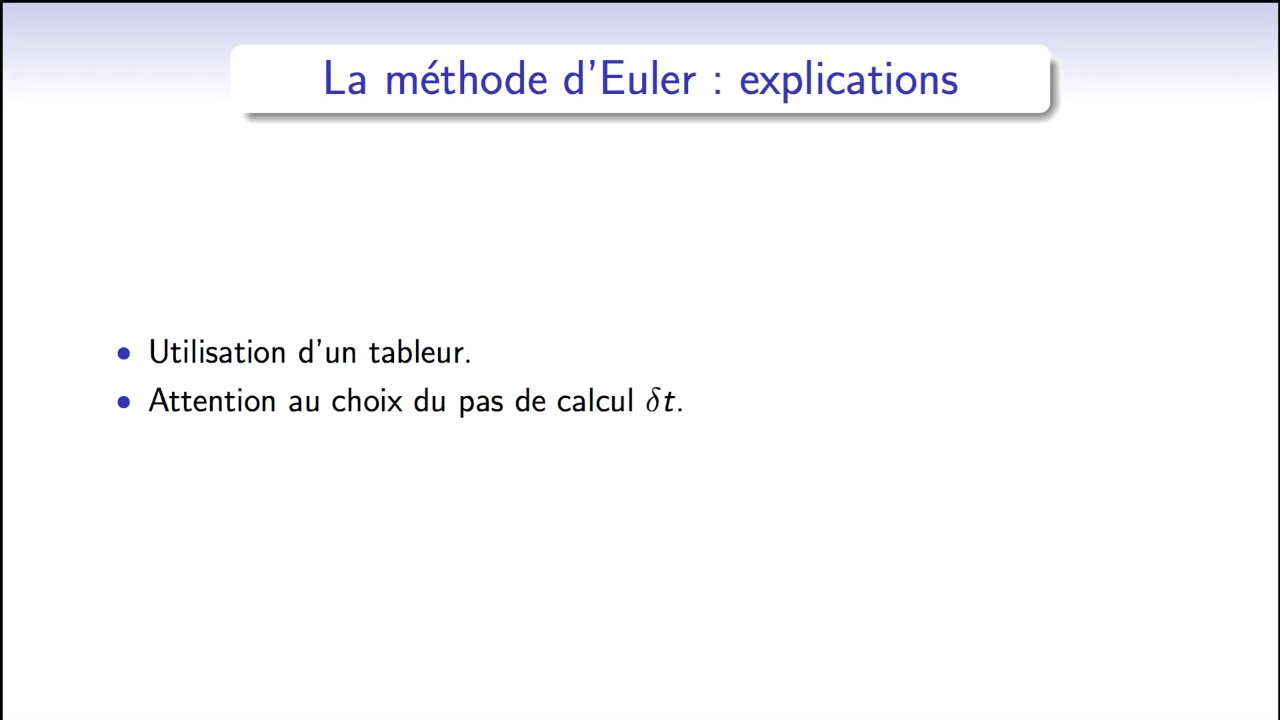 La méthode d'Euler : explications
• Utilisation d'un tableur.
• Attention au choix du pas de calcul δt.